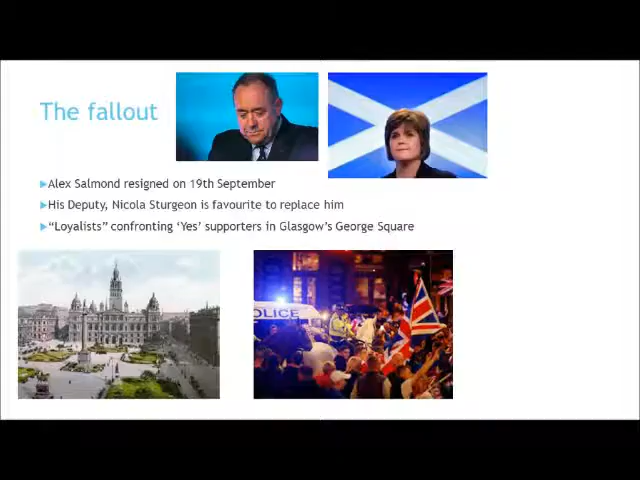 The fallout
Alex Salmond resigned on 19th September
His Deputy, Nicola Sturgeon is favourite to replace him
“Loyalists” confronting ‘Yes’ supporters in Glasgow’s George Square
OLICE